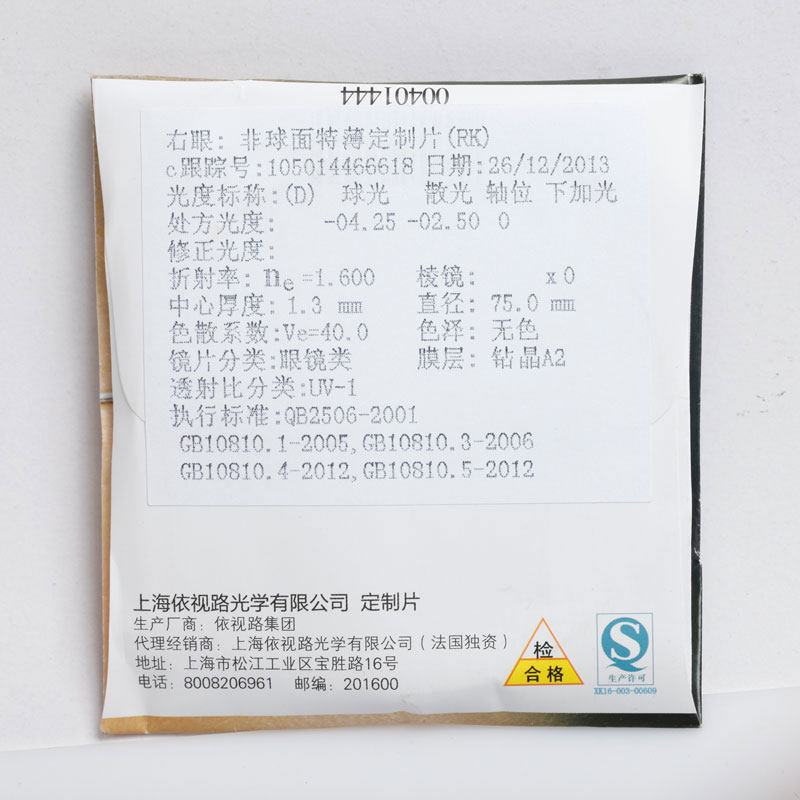 00401444
右眼: 非球面特薄定制片(RK)
c跟踪号:105014466618 日期:26/12/2013
光度标称:(D) 球光 散光 轴位 下加光
处方光度: -04.25 -02.50 0
修正光度:
折射率: ne=1.600 棱镜: x0
中心厚度: 1.3 mm 直径: 75.0 mm
色散系数:Ve=40.0 色泽: 无色
镜片分类:眼镜类 膜层: 钻晶A2
透射比分类:UV-1
执行标准:QB2506-2001
GB10810.1-2005,GB10810.3-2006
GB10810.4-2012,GB10810.5-2012
上海依视路光学有限公司 定制片
生产厂商: 依视路集团
代理经销商: 上海依视路光学有限公司(法国独资)
地址: 上海市松江工业区宝胜路16号
电话: 8008206961 邮编: 201600
检
合格
S
生产许可
XK16-003-00609